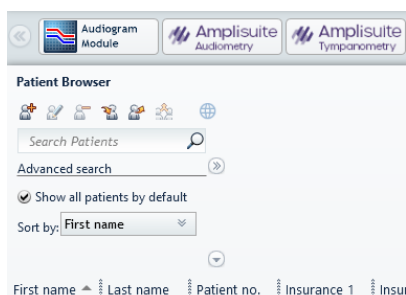 Audiogram
Module
Amplisuite
Audiometry
Amplisuite
Tympanometry
Patient Browser
Search Patients
Advanced search
Show all patients by default
Sort by: First name
First name Last name Patient no. Insurance 1 Insur